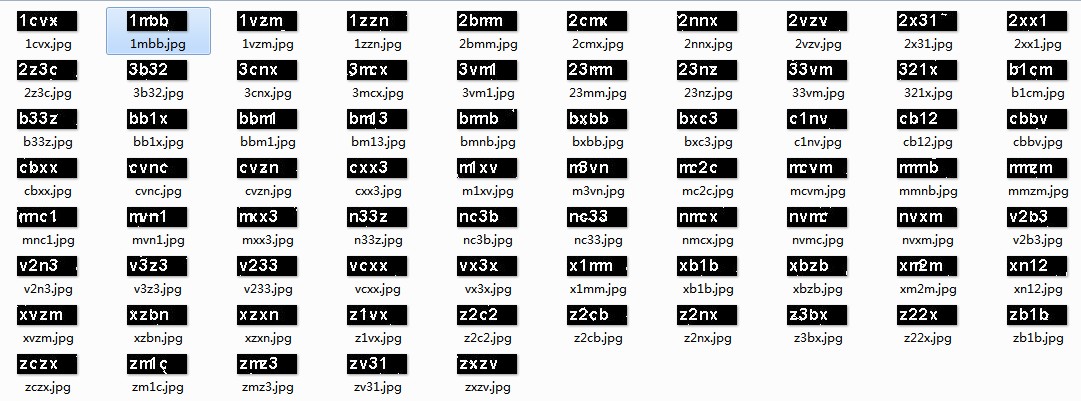 1cvx 1mbb 1vzm 1zzn 2bmm 2cmx 2nnx 2vzv 2x31 2xx1
1cvx.jpg 1mbb.jpg 1vzm.jpg 1zzn.jpg 2bmm.jpg 2cmx.jpg 2nnx.jpg 2vzv.jpg 2x31.jpg 2xx1.jpg
2z3c 3b32 3cnx 3mcx 3vm1 23mm 23nz 33vm 321x b1cm
2z3c.jpg 3b32.jpg 3cnx.jpg 3mcx.jpg 3vm1.jpg 23mm.jpg 23nz.jpg 33vm.jpg 321x.jpg b1cm.jpg
b33z bb1x bbm1 bm13 bmnb bxbb bxc3 c1nv cb12 cbbv
b33z.jpg bb1x.jpg bbm1.jpg bm13.jpg bmnb.jpg bxbb.jpg bxc3.jpg c1nv.jpg cb12.jpg cbbv.jpg
cbxx cvnc cvzn cxx3 m1xv m3vn mc2c mcvm mmnb mmzm
cbxx.jpg cvnc.jpg cvzn.jpg cxx3.jpg m1xv.jpg m3vn.jpg mc2c.jpg mcvm.jpg mmnb.jpg mmzm.jpg
mnc1 mvn1 mxx3 n33z nc3b nc33 nmcx nvmc nvxm v2b3
mnc1.jpg mvn1.jpg mxx3.jpg n33z.jpg nc3b.jpg nc33.jpg nmcx.jpg nvmc.jpg nvxm.jpg v2b3.jpg
v2n3 v3z3 v233 vcxx vx3x x1mm xb1b xbzb xm2m xn12
v2n3.jpg v3z3.jpg v233.jpg vcxx.jpg vx3x.jpg x1mm.jpg xb1b.jpg xbzb.jpg xm2m.jpg xn12.jpg
xvzm xzbn xzxn z1vx z2c2 z2cb z2nx z3bx z22x zb1b
xvzm.jpg xzbn.jpg xzxn.jpg z1vx.jpg z2c2.jpg z2cb.jpg z2nx.jpg z3bx.jpg z22x.jpg zb1b.jpg
zczx zm1c zmz3 zv31 zxzv
zczx.jpg zm1c.jpg zmz3.jpg zv31.jpg zxzv.jpg